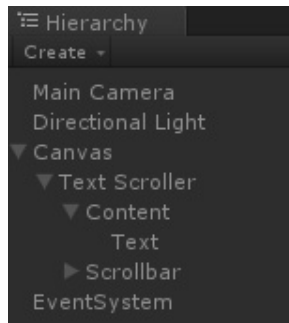 Hierarchy
Create
Main Camera
Directional Light
Canvas
Text Scroller
Content
Text
Scrollbar
EventSystem